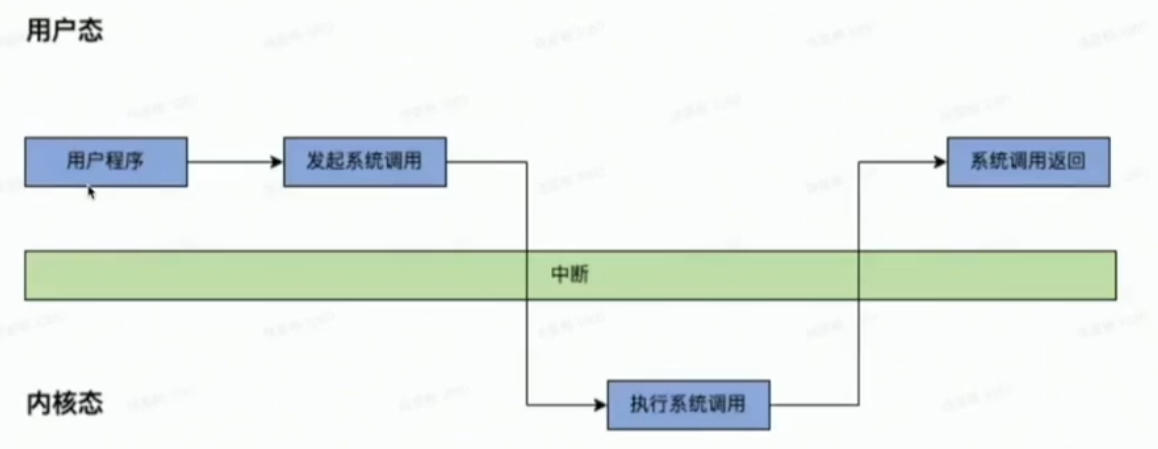 用户态
用户程序
发起系统调用
系统调用返回
中断
内核态
执行系统调用